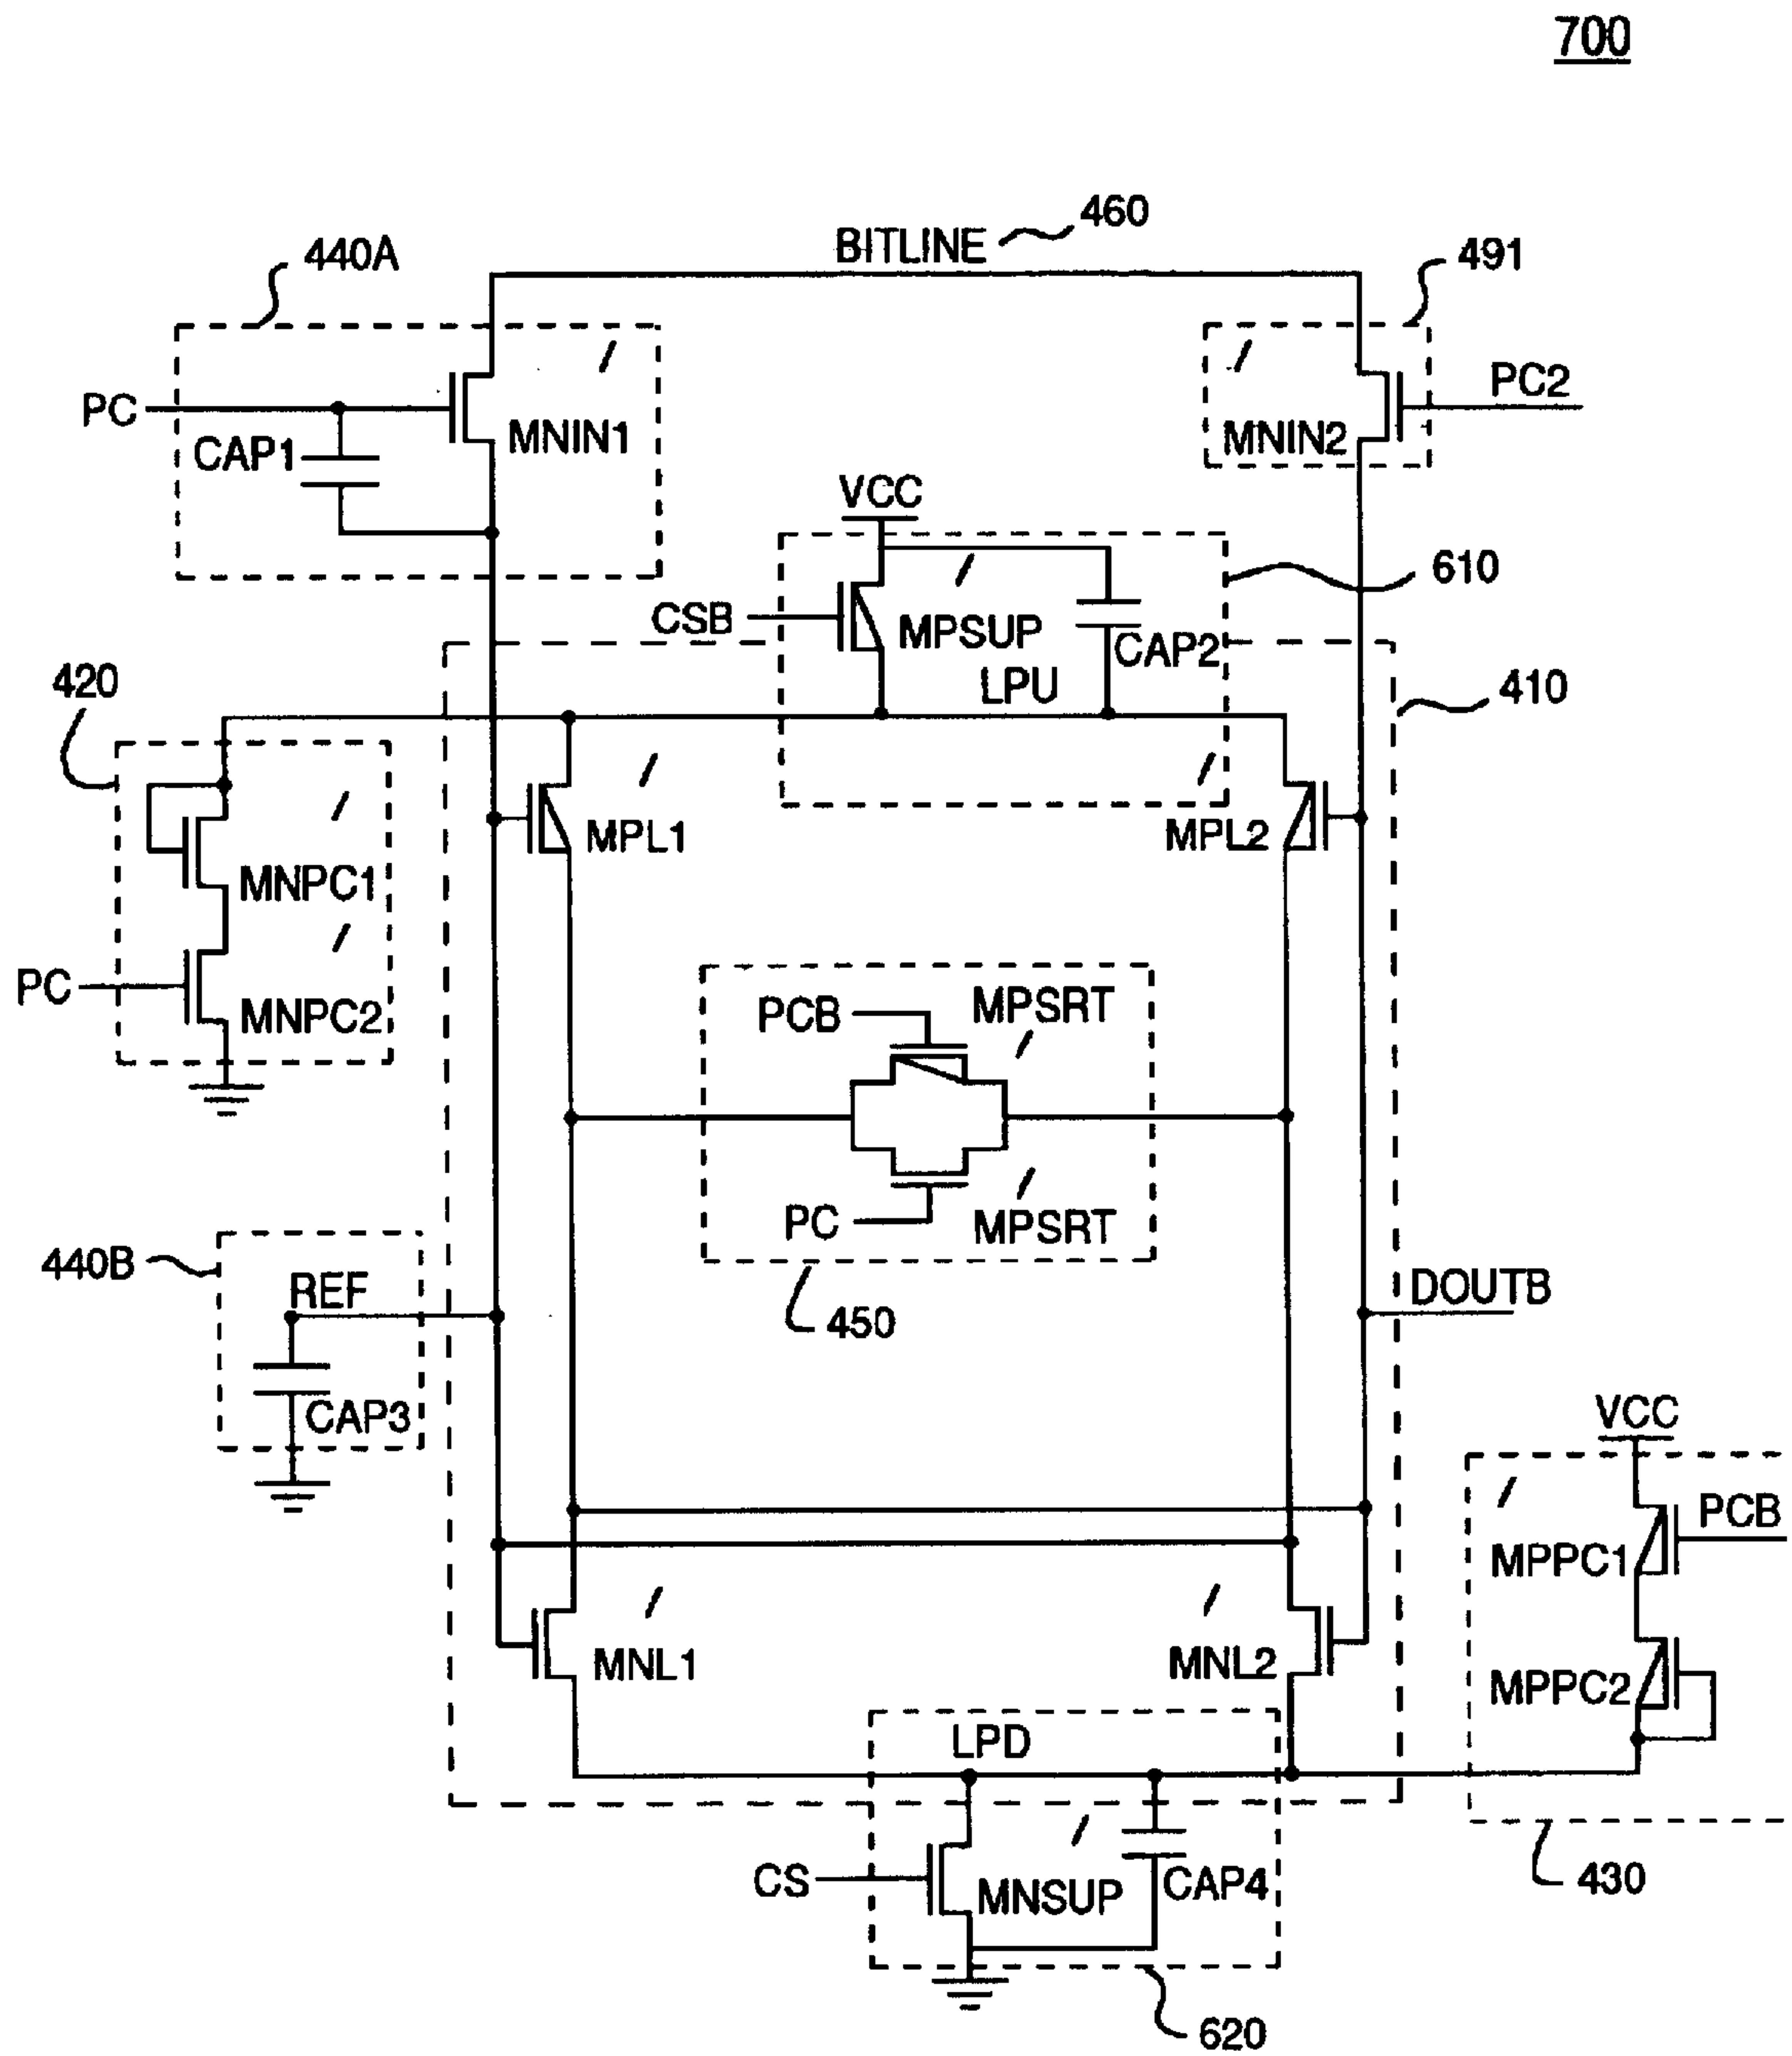 700
460
BITLINE
440A
491
PC
CAP1
MNIN1
PC2
MNIN2
VCC
610
CSB
MPSUP
CAP2
LPU
420
410
MPL1
MPL2
MNPC1
PC
MNPC2
PCB
MPSRT
PC
MPSRT
440B
REF
450
DOUTB
CAP3
VCC
PCB
MPPC1
MNL1
MNL2
MPPC2
LPD
CS
MNSUP
CAP4
430
620